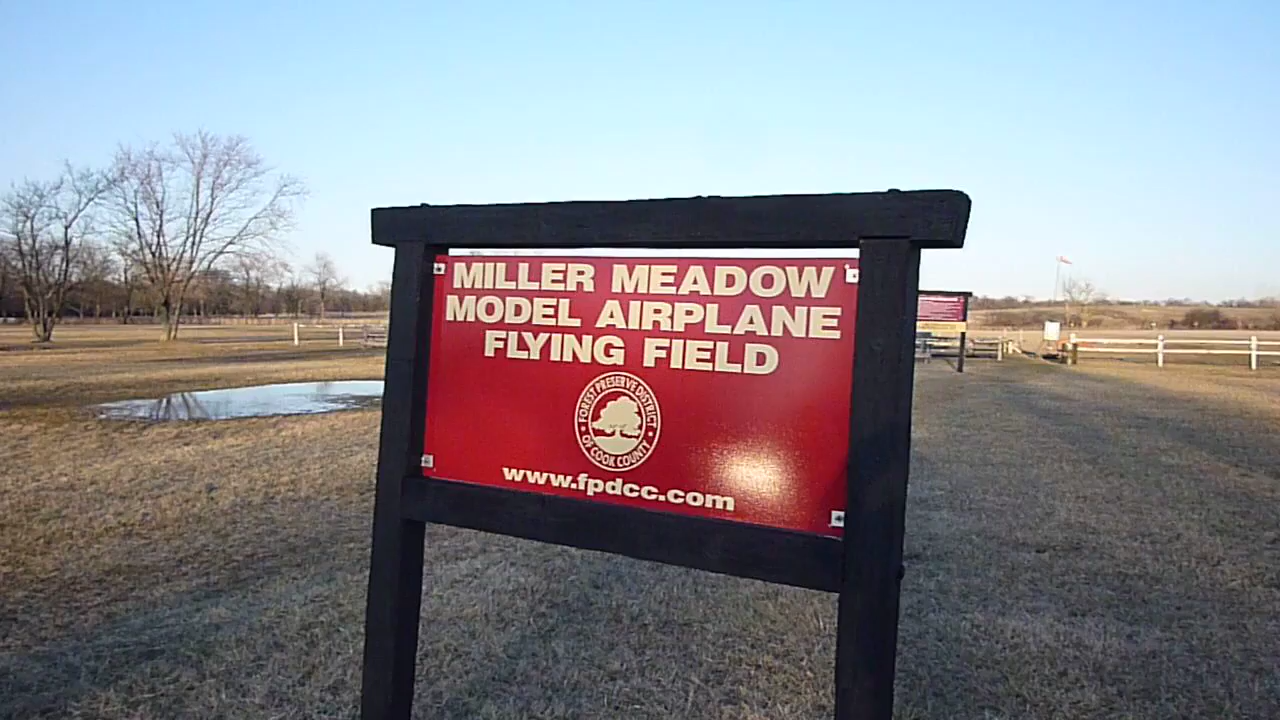 MILLER MEADOW
MODEL AIRPLANE
FLYING FIELD
FOREST PRESERVE DISTRICT
OF COOK COUNTY
www.fpdcc.com